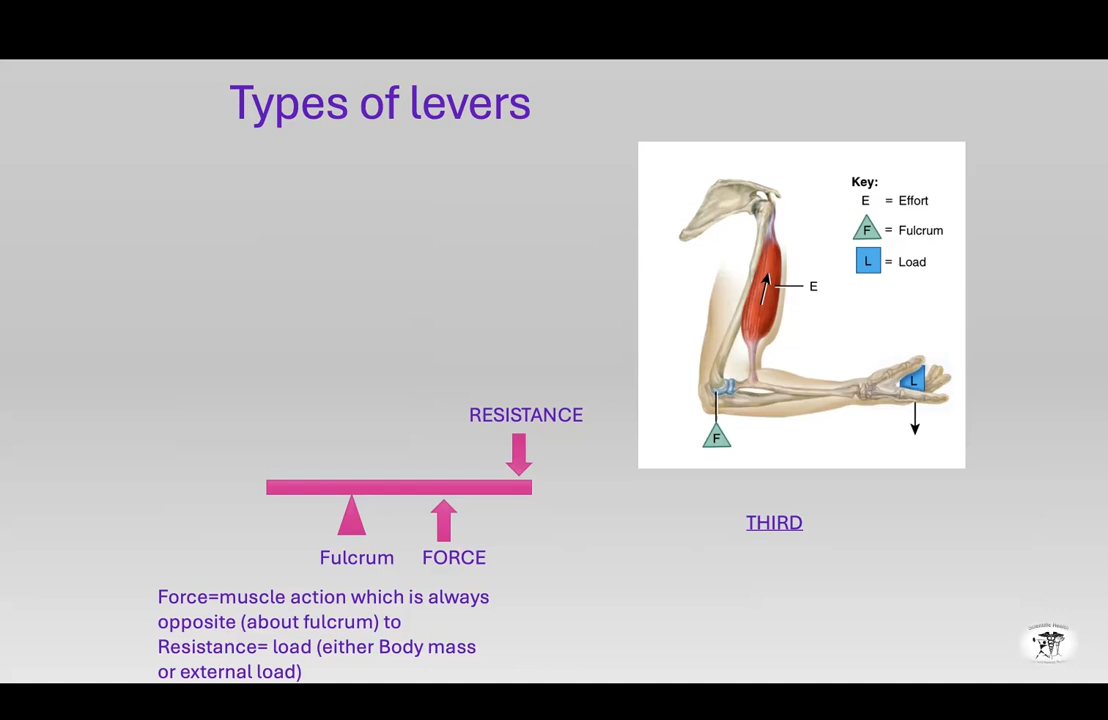 Types of levers
Key:
E = Effort
F = Fulcrum
L = Load
E
L
F
RESISTANCE
Fulcrum FORCE
THIRD
Force=muscle action which is always
opposite (about fulcrum) to
Resistance= load (either Body mass
or external load)